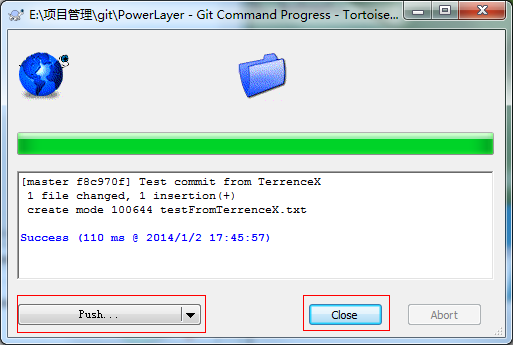 E:\项目管理\git\PowerLayer - Git Command Progress - Tortoise...
[master f8c970f] Test commit from TerrenceX
1 file changed, 1 insertion(+)
create mode 100644 testFromTerrenceX.txt
Success (110 ms @ 2014/1/2 17:45:57)
Push...
Close
Abort